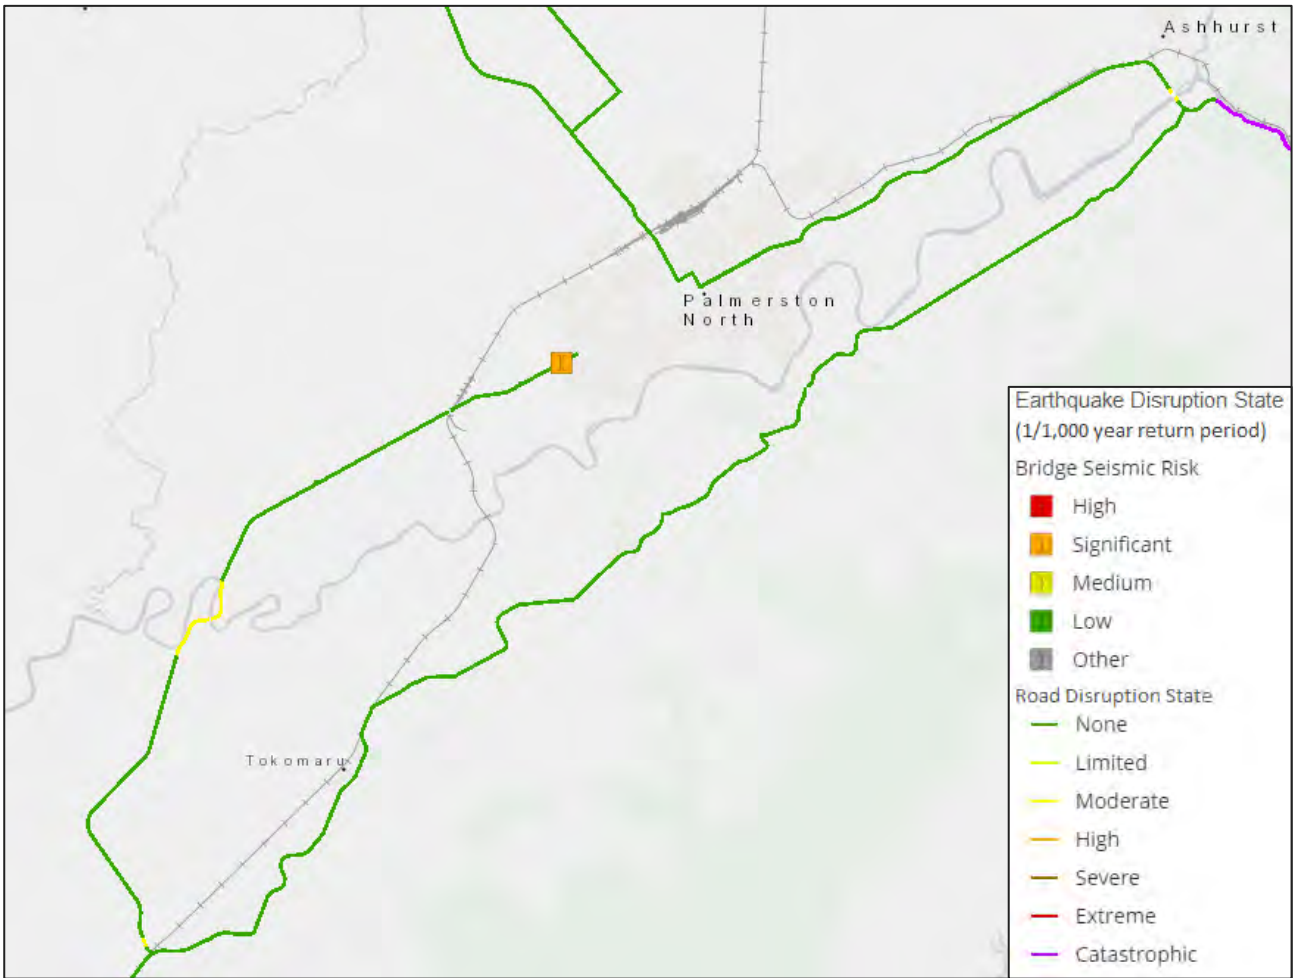 Ashhurst
Palmerston
North
Tokomaru
Earthquake Disruption State
(1/1,000 year return period)
Bridge Seismic Risk
High
Significant
Medium
Low
Other
Road Disruption State
None
Limited
Moderate
High
Severe
Extreme
Catastrophic